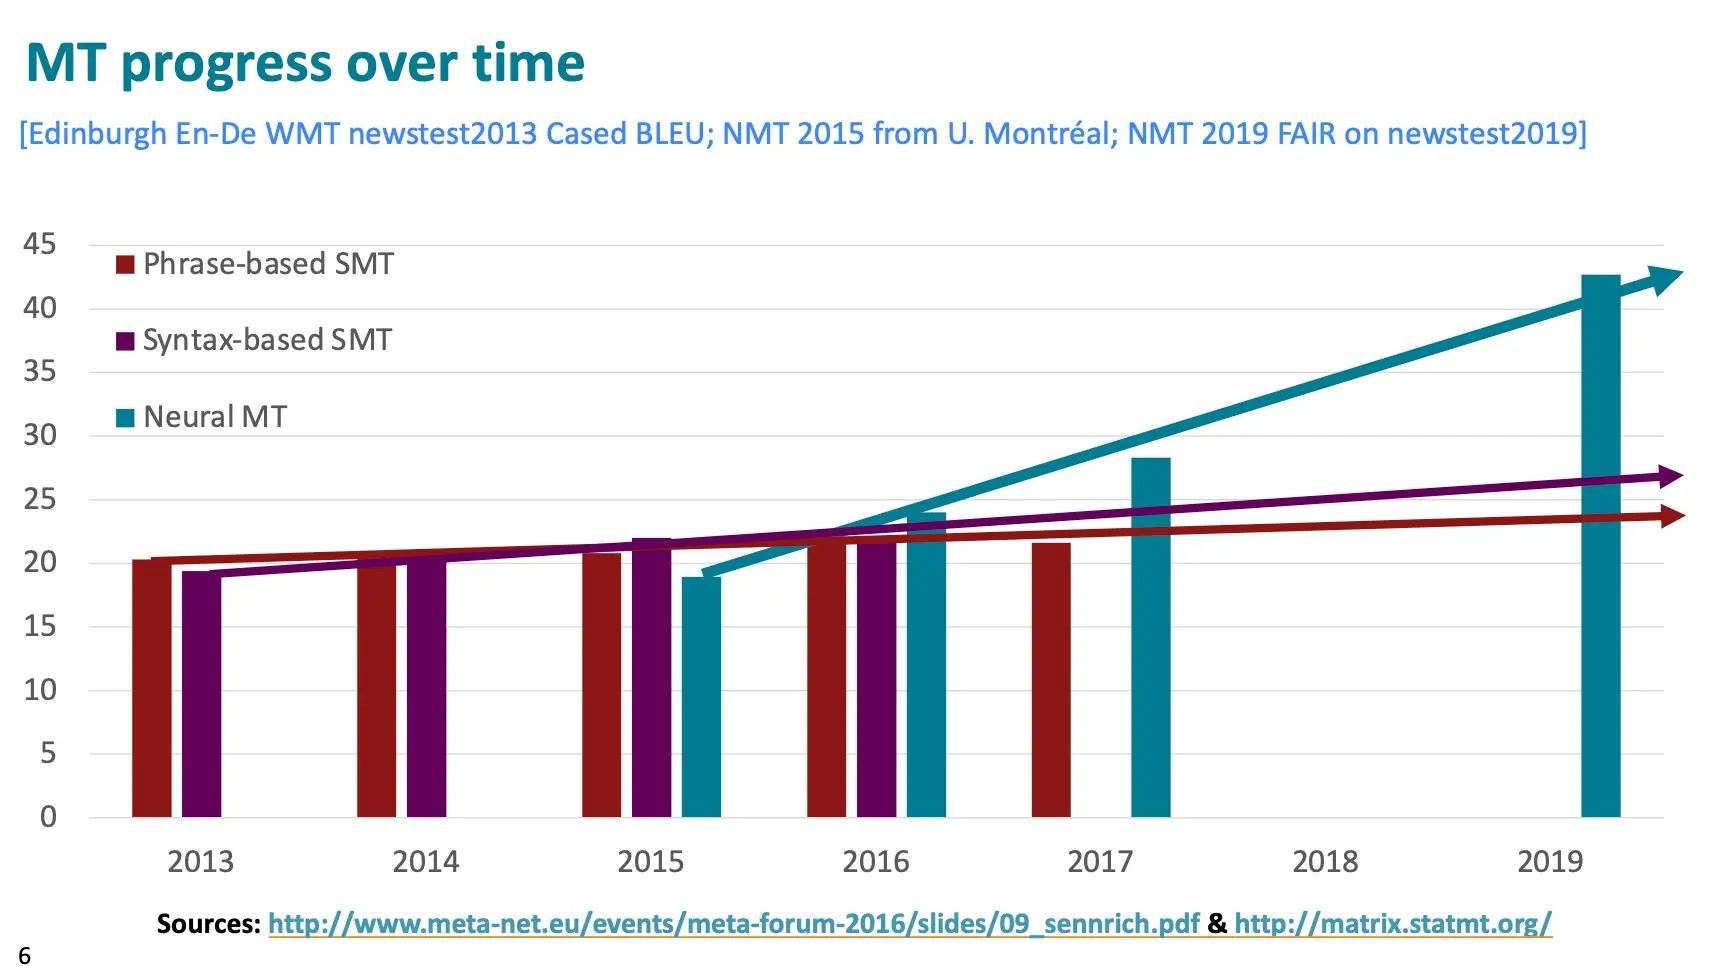 MT progress over time
[Edinburgh En-De WMT newstest2013 Cased BLEU; NMT 2015 from U. Montréal; NMT 2019 FAIR on newstest2019]
45
40
35
30
25
20
15
10
5
0
Phrase-based SMT
Syntax-based SMT
Neural MT
2013 2014 2015 2016 2017 2018 2019
Sources: http://www.meta-net.eu/events/meta-forum-2016/slides/09_sennrich.pdf & http://matrix.statmt.org/
6